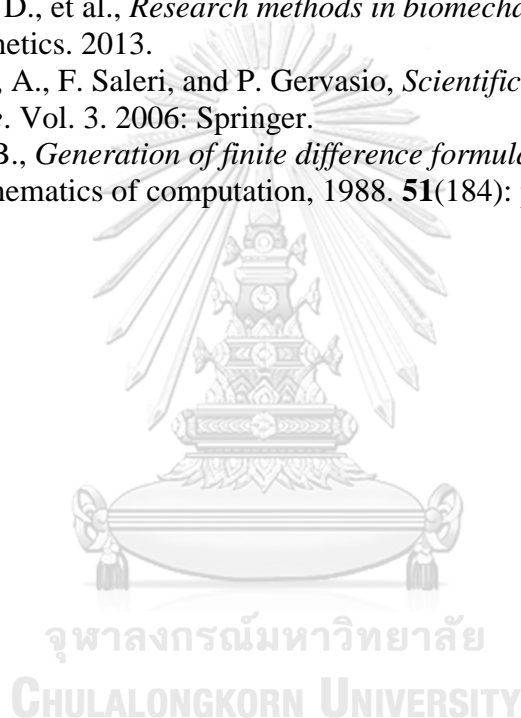 D., et al., Research methods in biomecha
netics. 2013.
, A., F. Saleri, and P. Gervasio, Scientific
e. Vol. 3. 2006: Springer.
B., Generation of finite difference formula
hematics of computation, 1988. 51(184):
จุฬาลงกรณ์มหาวิทยาลัย
CHULALONGKORN UNIVERSITY